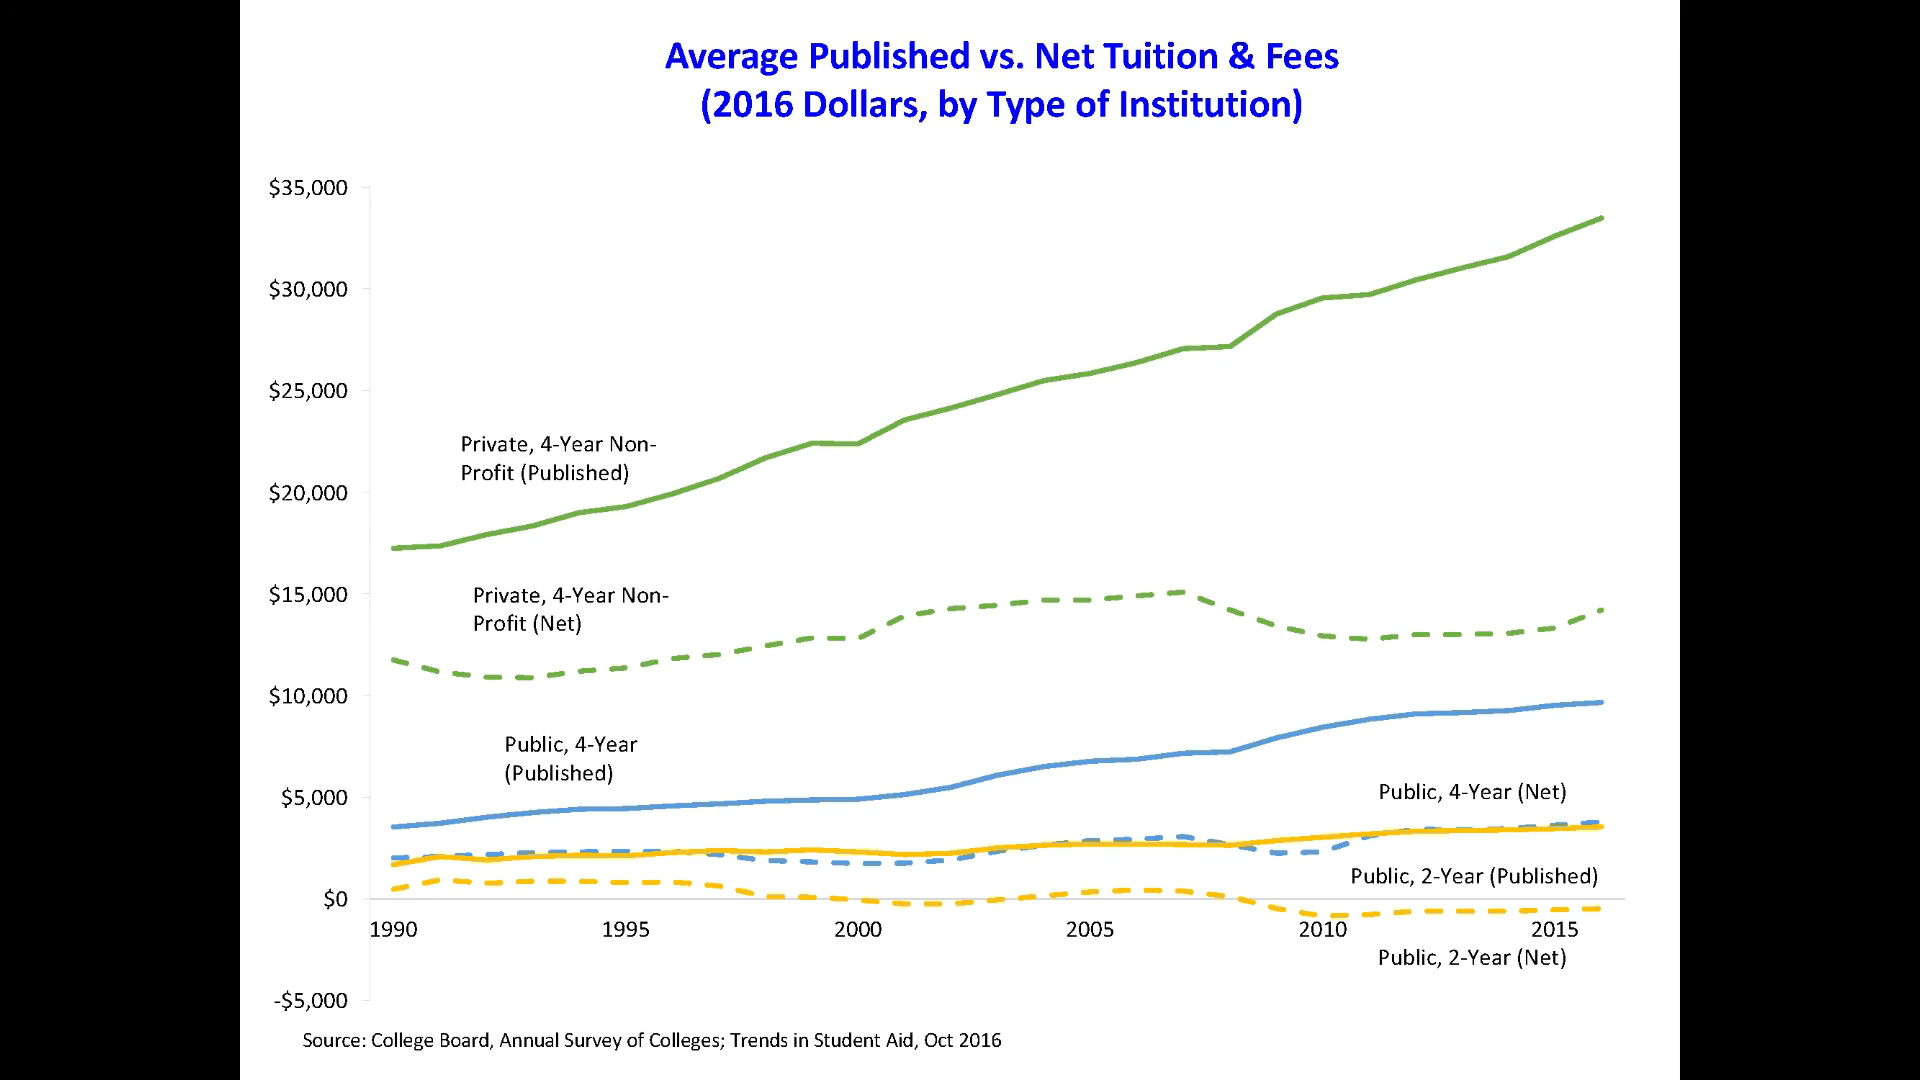 Average Published vs. Net Tuition & Fees
(2016 Dollars, by Type of Institution)
$35,000
$30,000
$25,000
Private, 4-Year Non-
Profit (Published)
$20,000
$15,000
Private, 4-Year Non-
Profit (Net)
$10,000
Public, 4-Year
(Published)
$5,000
Public, 4-Year (Net)
Public, 2-Year (Published)
$0
1990
1995
2000
2005
2010
2015
Public, 2-Year (Net)
-$5,000
Source: College Board, Annual Survey of Colleges; Trends in Student Aid, Oct 2016